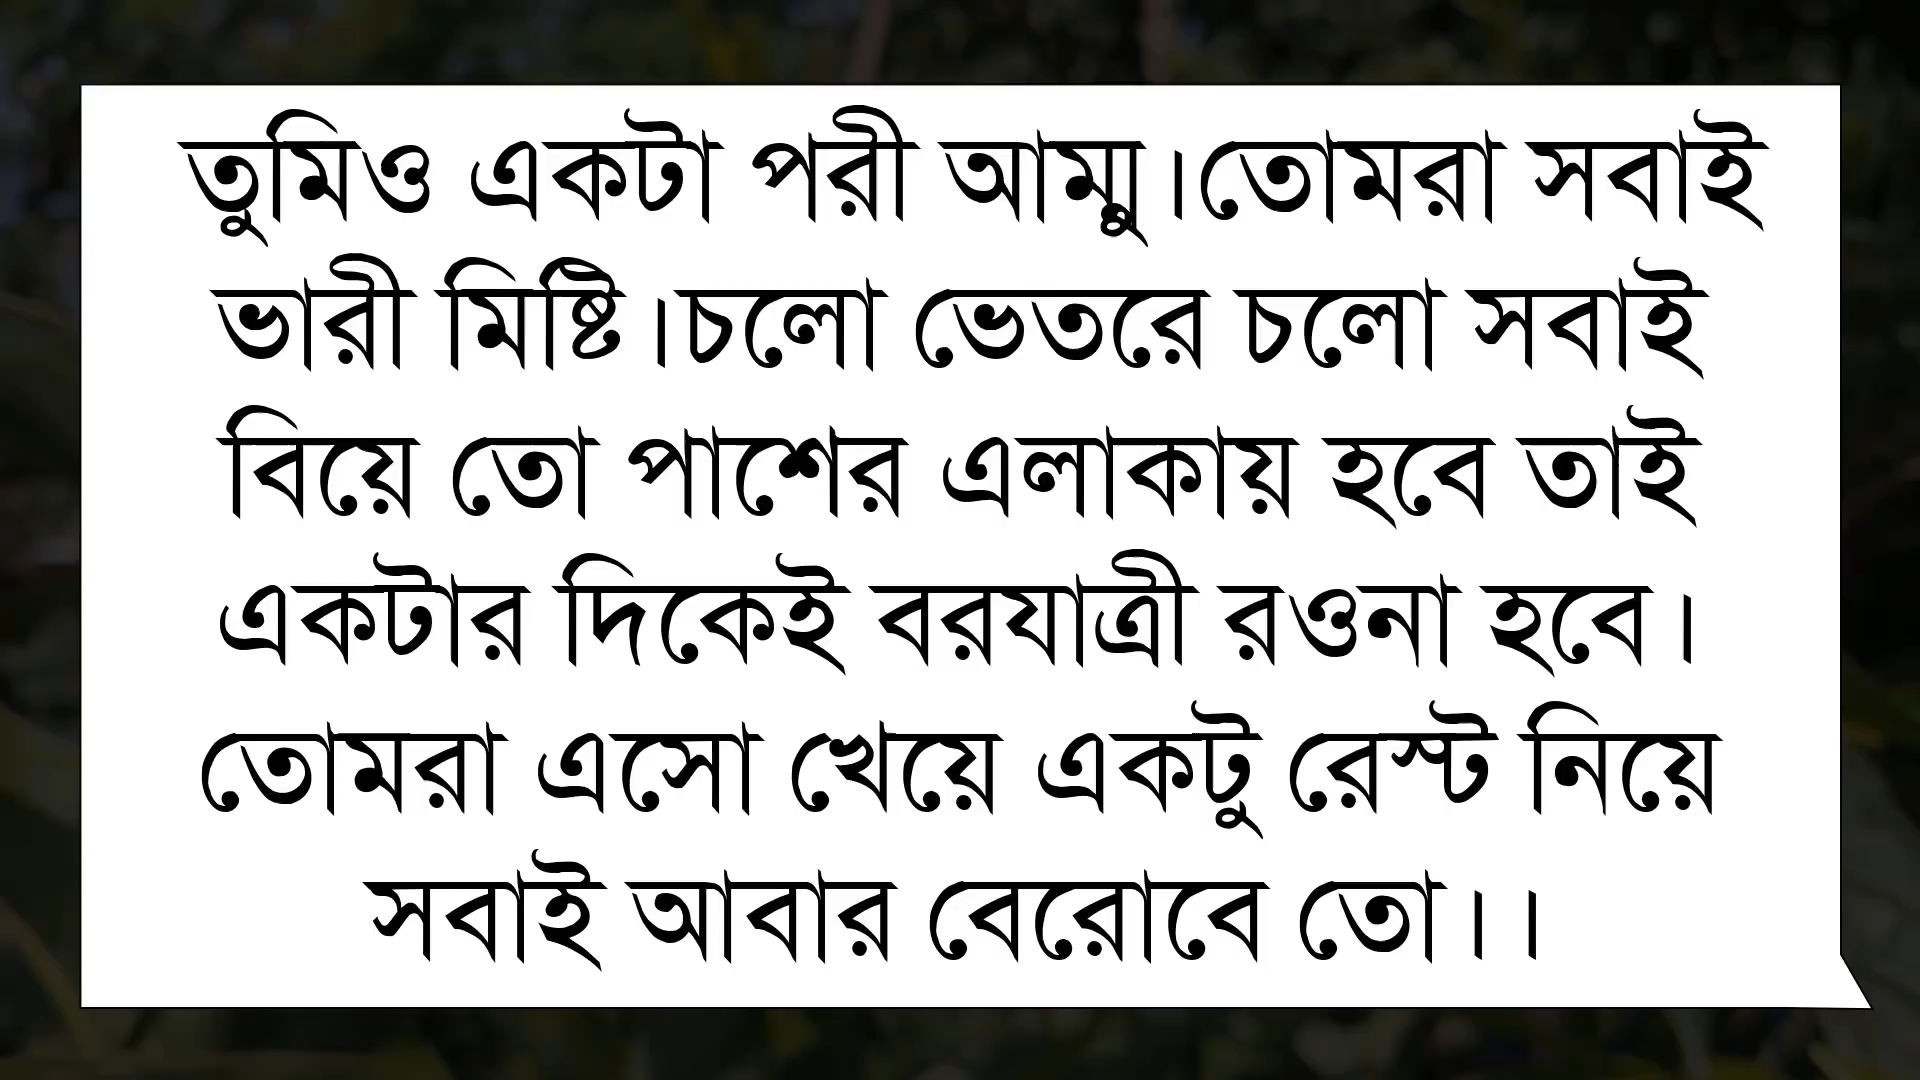 তুমিও একটা পরী আম্মু।তোমরা সবাই
ভারী মিষ্টি।চলো ভেতরে চলো সবাই
বিয়ে তো পাশের এলাকায় হবে তাই
একটার দিকেই বরযাত্রী রওনা হবে।
তোমরা এসো খেয়ে একটু রেস্ট নিয়ে
সবাই আবার বেরোবে তো।।